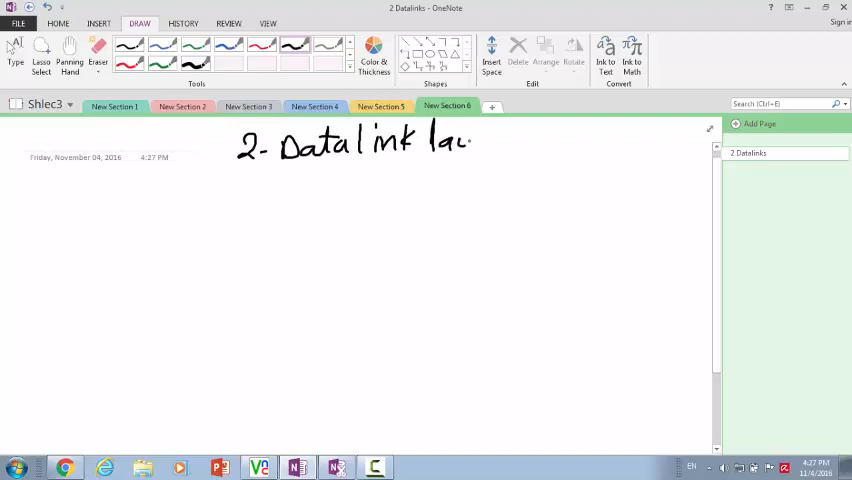 2 Datalinks - OneNote
? Sign in
FILE HOME INSERT DRAW HISTORY REVIEW VIEW
Type Lasso Select Panning Hand Eraser Color & Thickness Insert Space Delete Arrange Rotate Ink to Text Ink to Math
Tools Shapes Edit Convert
Shlec3 New Section 1 New Section 2 New Section 3 New Section 4 New Section 5 New Section 6 Search (Ctrl+E)
2- Datalink
Add Page
Friday, November 04, 2016 4:27 PM
2 Datalinks
EN 4:27 PM
11/4/2016